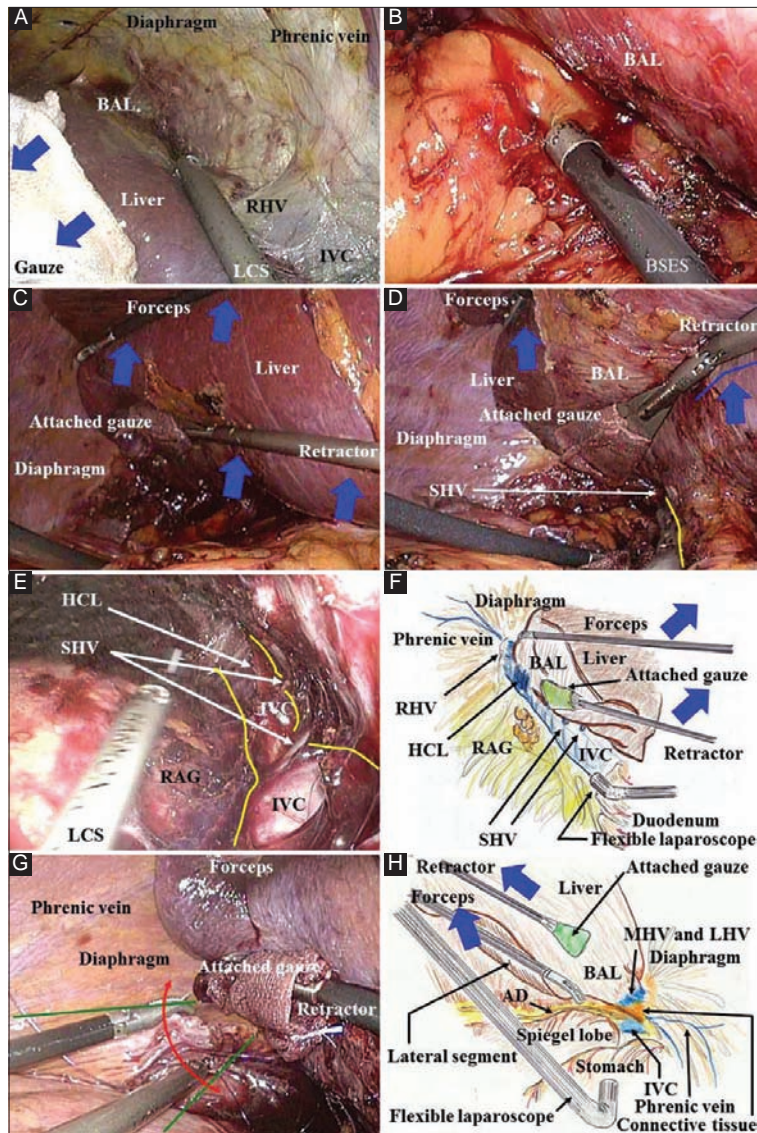 A
Diaphragm
Phrenic vein
BAL
Liver
RHV
Gauze
LCS
IVC
B
BAL
BSES
C
Forceps
Liver
Attached gauze
Diaphragm
Retractor
D
Forceps
Retractor
Liver
BAL
Attached gauze
Diaphragm
SHV
E
HCL
SHV
IVC
RAG
IVC
LCS
F
Diaphragm
Forceps
Phrenic vein
BAL
Liver
Attached gauze
RHV
HCL
RAG
IVC
Retractor
SHV
Duodenum
Flexible laparoscope
G
Forceps
Phrenic vein
Diaphragm
Attached gauze
Retractor
H
Retractor
Attached gauze
Forceps
Liver
MHV and LHV
BAL
Diaphragm
AD
Spiegel lobe
Lateral segment
Stomach
IVC
Phrenic vein
Flexible laparoscope
Connective tissue